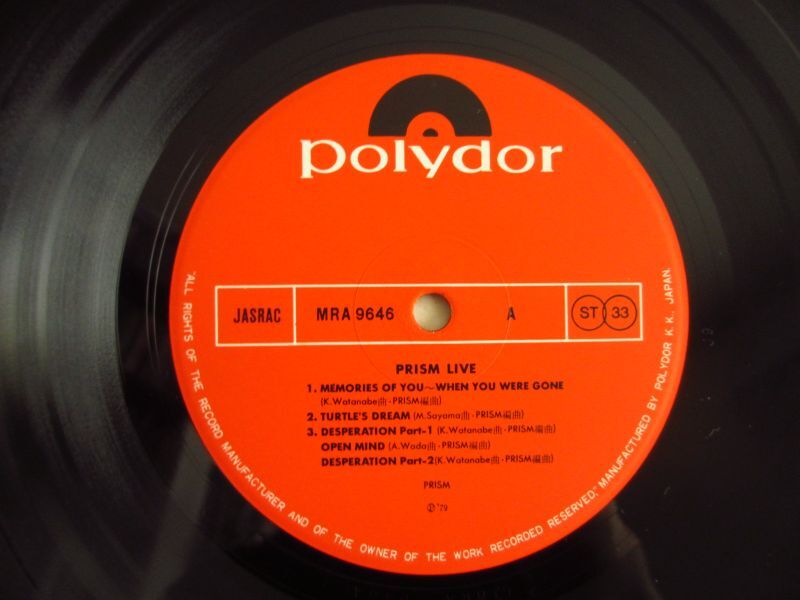 polydor
JASRAC MRA 9646 A ST 33
PRISM LIVE
1. MEMORIES OF YOU~WHEN YOU WERE GONE
(K.Watanabe曲・PRISM編曲)
2. TURTLE'S DREAM (M.Sayama曲・PRISM編曲)
3. DESPERATION Part-1 (K.Watanabe曲・PRISM編曲)
OPEN MIND (A.Wada曲・PRISM編曲)
DESPERATION Part-2(K.Watanabe曲・PRISM編曲)
PRISM
Ⓟ'79
"ALL RIGHTS OF THE RECORD MANUFACTURER AND OF THE OWNER OF THE WORK RECORDED RESERVED," MANUFACTURED BY POLYDOR K.K., JAPAN.